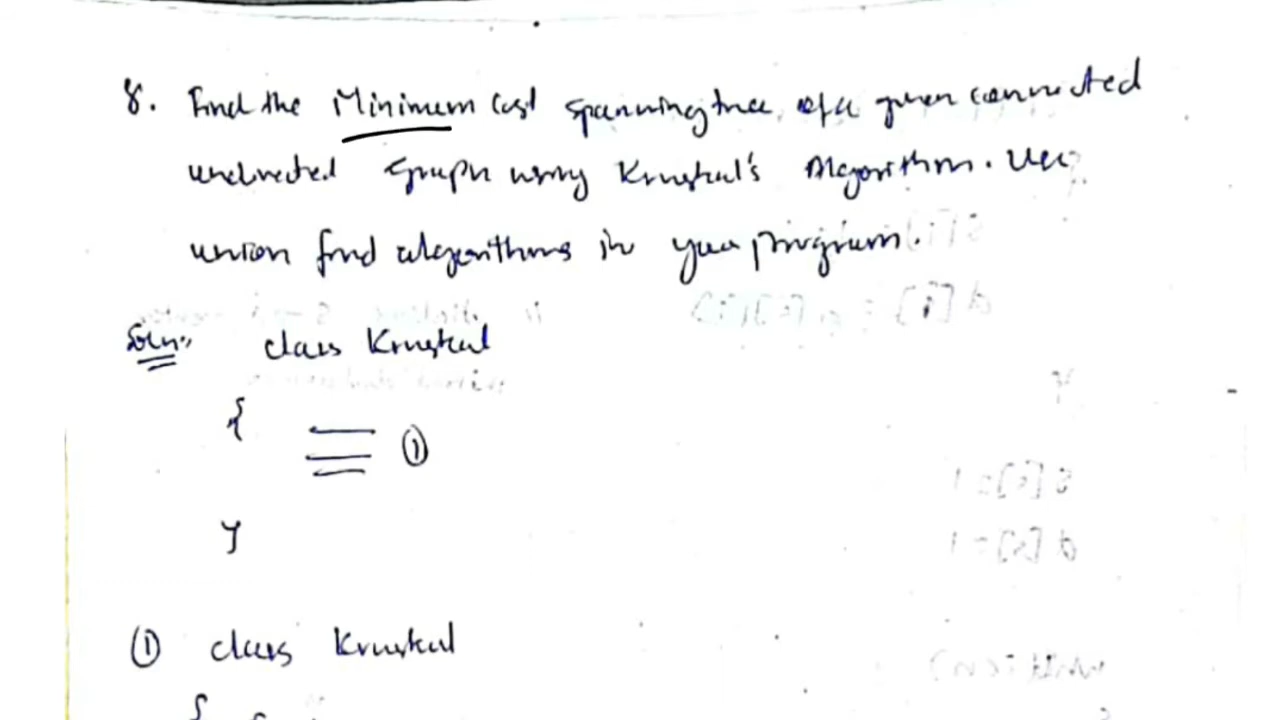 8. Find the Minimum Cost spanning tree of a given connected
undirected Graph using Kruskal's Algorithm. Use
union find algorithms in your program.
Soln:- class Kruskal
{
①
}
① class Kruskal
{